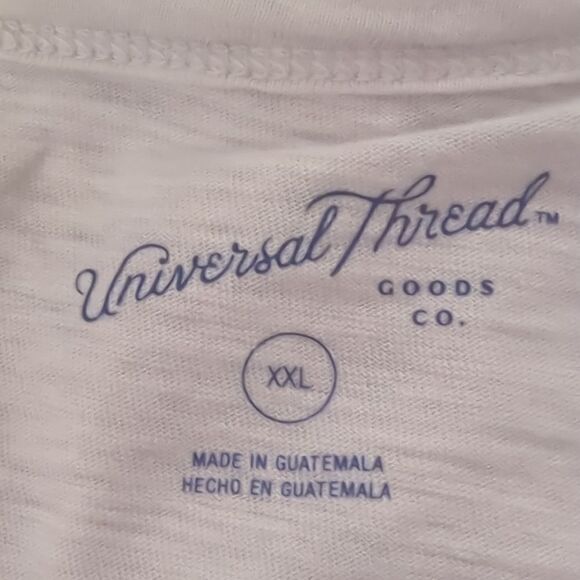 Universal Thread™
GOODS
CO.
XXL
MADE IN GUATEMALA
HECHO EN GUATEMALA